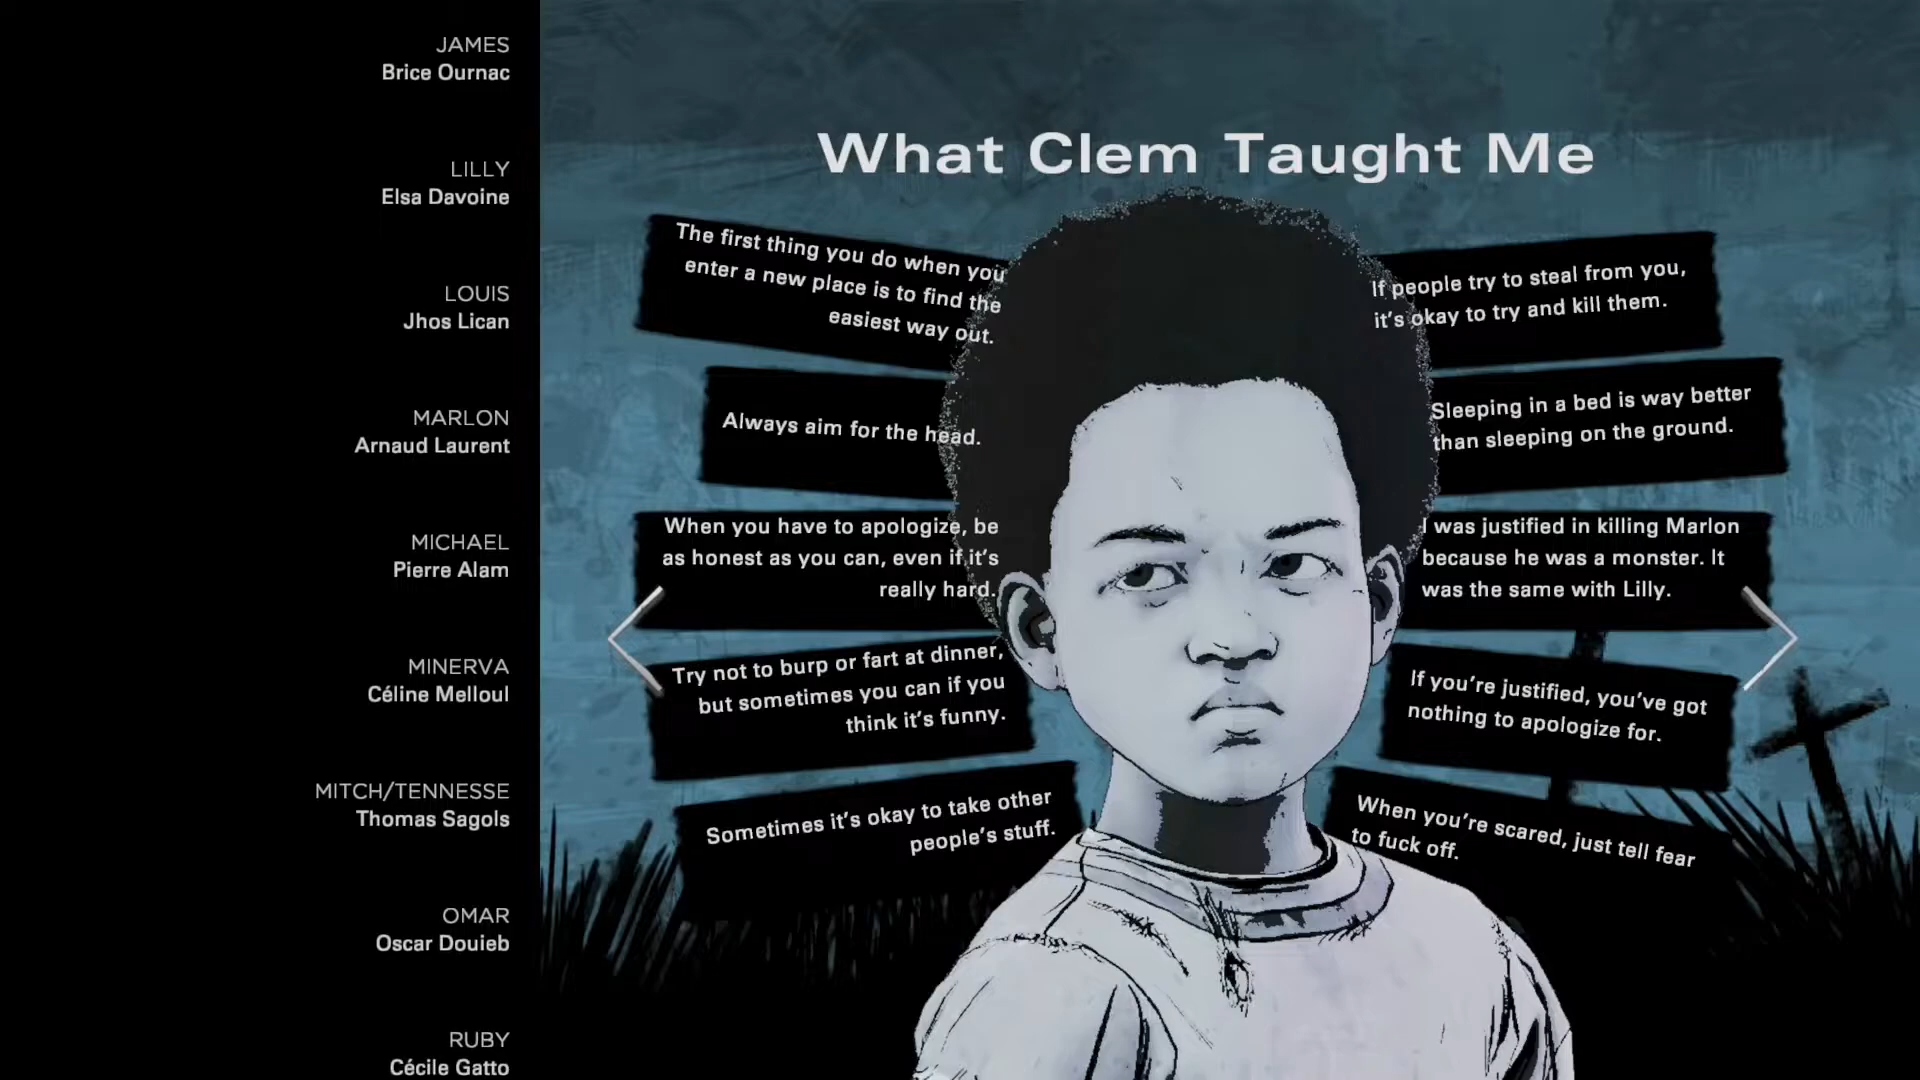 JAMES
Brice Ournac
LILLY
Elsa Davoine
LOUIS
Jhos Lican
MARLON
Arnaud Laurent
MICHAEL
Pierre Alam
MINERVA
Céline Melloul
MITCH/TENNESSE
Thomas Sagols
OMAR
Oscar Douieb
RUBY
Cécile Gatto
What Clem Taught Me
The first thing you do when you
enter a new place is to find the
easiest way out.
Always aim for the head.
When you have to apologize, be
as honest as you can, even if it's
really hard.
Try not to burp or fart at dinner,
but sometimes you can if you
think it's funny.
Sometimes it's okay to take other
people's stuff.
If people try to steal from you,
it's okay to try and kill them.
Sleeping in a bed is way better
than sleeping on the ground.
I was justified in killing Marlon
because he was a monster. It
was the same with Lilly.
If you're justified, you've got
nothing to apologize for.
When you're scared, just tell fear
to fuck off.